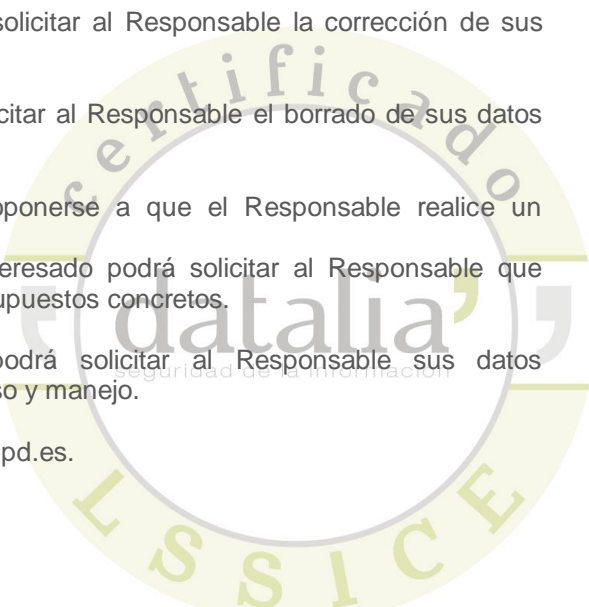 solicitar al Responsable la corrección de sus
citar al Responsable el borrado de sus datos
oponerse a que el Responsable realice un
eresado podrá solicitar al Responsable que
upuestos concretos.
podrá solicitar al Responsable sus datos
so y manejo.
pd.es.
certificado
datalia
seguridad de la información
LSSICE